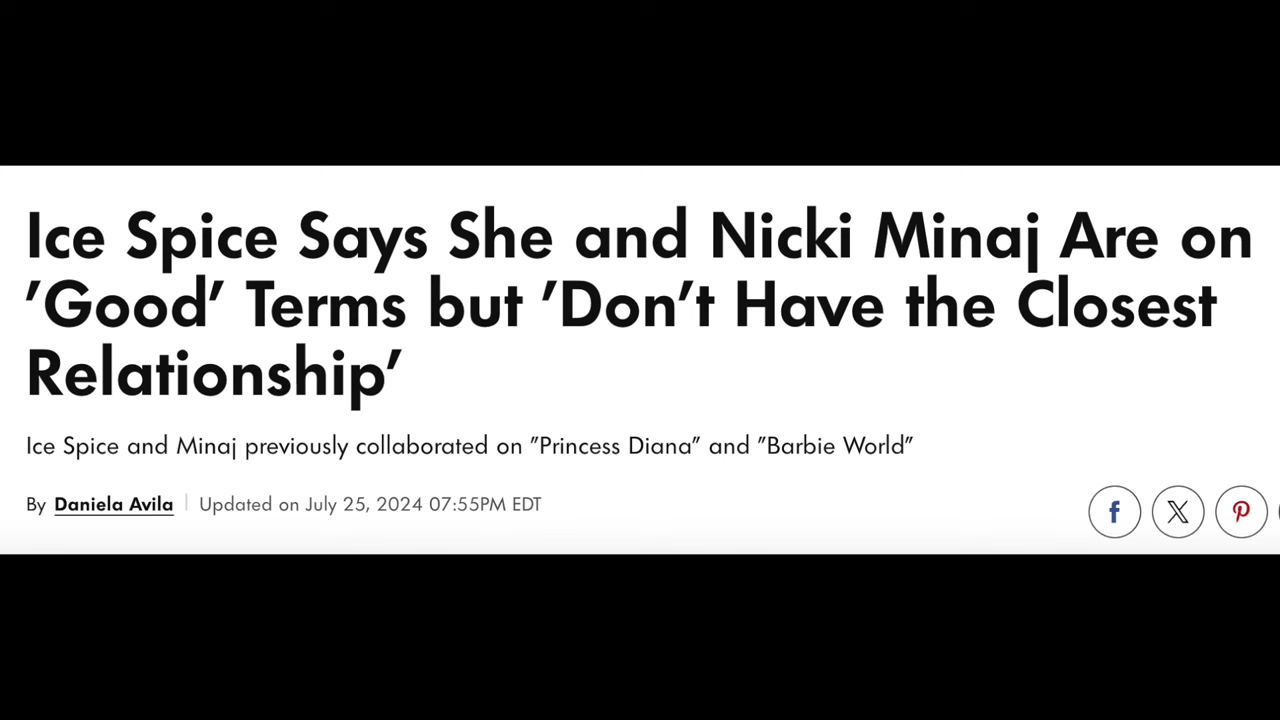 Ice Spice Says She and Nicki Minaj Are on
'Good' Terms but 'Don't Have the Closest
Relationship'
Ice Spice and Minaj previously collaborated on "Princess Diana" and "Barbie World"
By Daniela Avila | Updated on July 25, 2024 07:55PM EDT